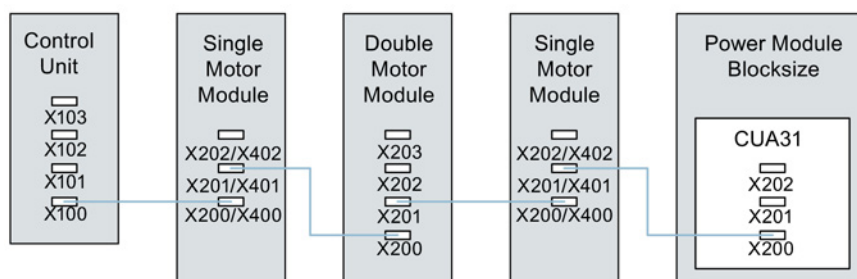 Control
Unit
X103
X102
X101
X100
Single
Motor
Module
X202/X402
X201/X401
X200/X400
Double
Motor
Module
X203
X202
X201
X200
Single
Motor
Module
X202/X402
X201/X401
X200/X400
Power Module
Blocksize
CUA31
X202
X201
X200